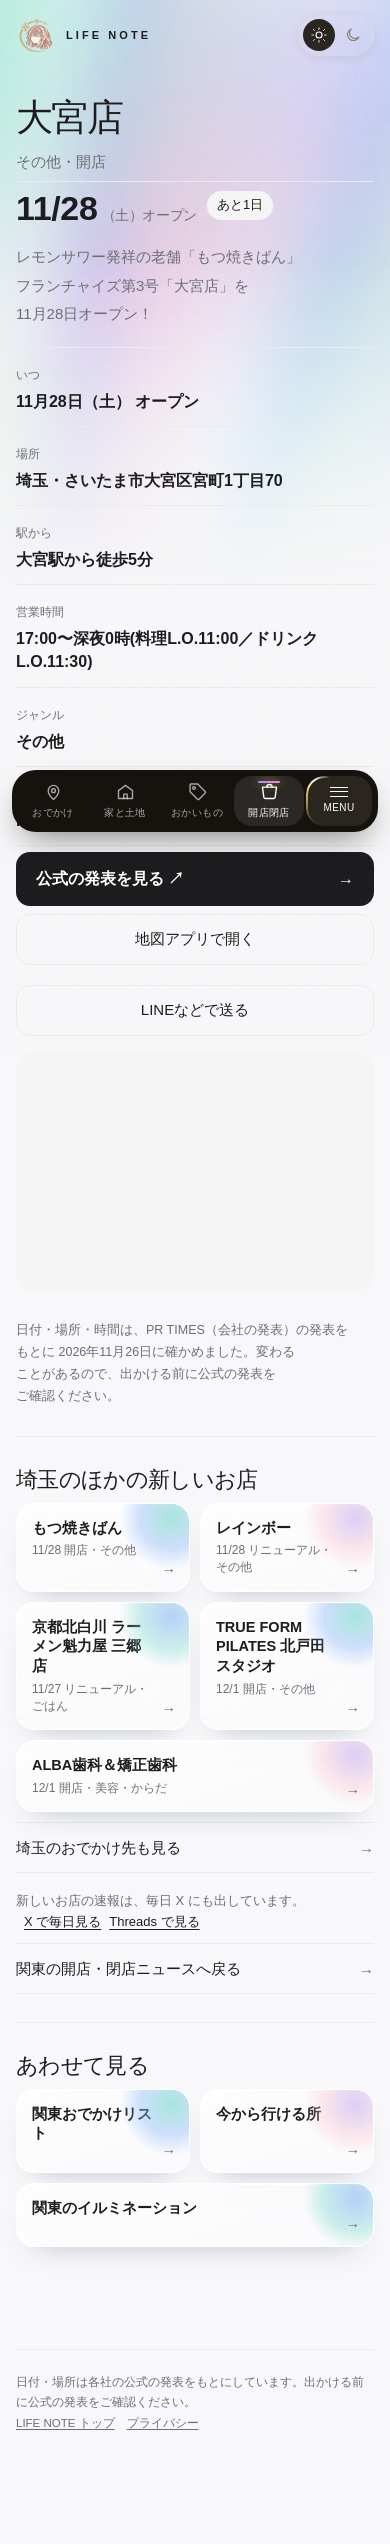 LIFE NOTE
大宮店
その他・開店
11/28 （土）オープン あと1日
レモンサワー発祥の老舗「もつ焼きばん」
フランチャイズ第3号「大宮店」を
11月28日オープン！
いつ
11月28日（土） オープン
場所
埼玉・さいたま市大宮区宮町1丁目70
駅から
大宮駅から徒歩5分
営業時間
17:00〜深夜0時(料理L.O.11:00／ドリンク
L.O.11:30)
ジャンル
その他
おでかけ 家と土地 おかいもの 開店閉店 MENU
公式の発表を見る ↗ →
地図アプリで開く
LINEなどで送る
日付・場所・時間は、PR TIMES（会社の発表）の発表を
もとに 2026年11月26日に確かめました。変わる
ことがあるので、出かける前に公式の発表を
ご確認ください。
埼玉のほかの新しいお店
もつ焼きばん
11/28 開店・その他
→
レインボー
11/28 リニューアル・
その他
→
京都北白川 ラー
メン魁力屋 三郷
店
11/27 リニューアル・
ごはん
→
TRUE FORM
PILATES 北戸田
スタジオ
12/1 開店・その他
→
ALBA歯科＆矯正歯科
12/1 開店・美容・からだ
→
埼玉のおでかけ先も見る →
新しいお店の速報は、毎日 X にも出しています。
X で毎日見る Threads で見る
関東の開店・閉店ニュースへ戻る →
あわせて見る
関東おでかけリス
ト
→
今から行ける所
→
関東のイルミネーション
→
日付・場所は各社の公式の発表をもとにしています。出かける前
に公式の発表をご確認ください。
LIFE NOTE トップ プライバシー